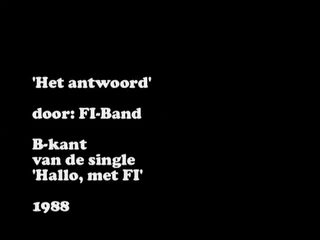 'Het antwoord'
door: FI-Band
B-kant
van de single
'Hallo, met FI'
1988